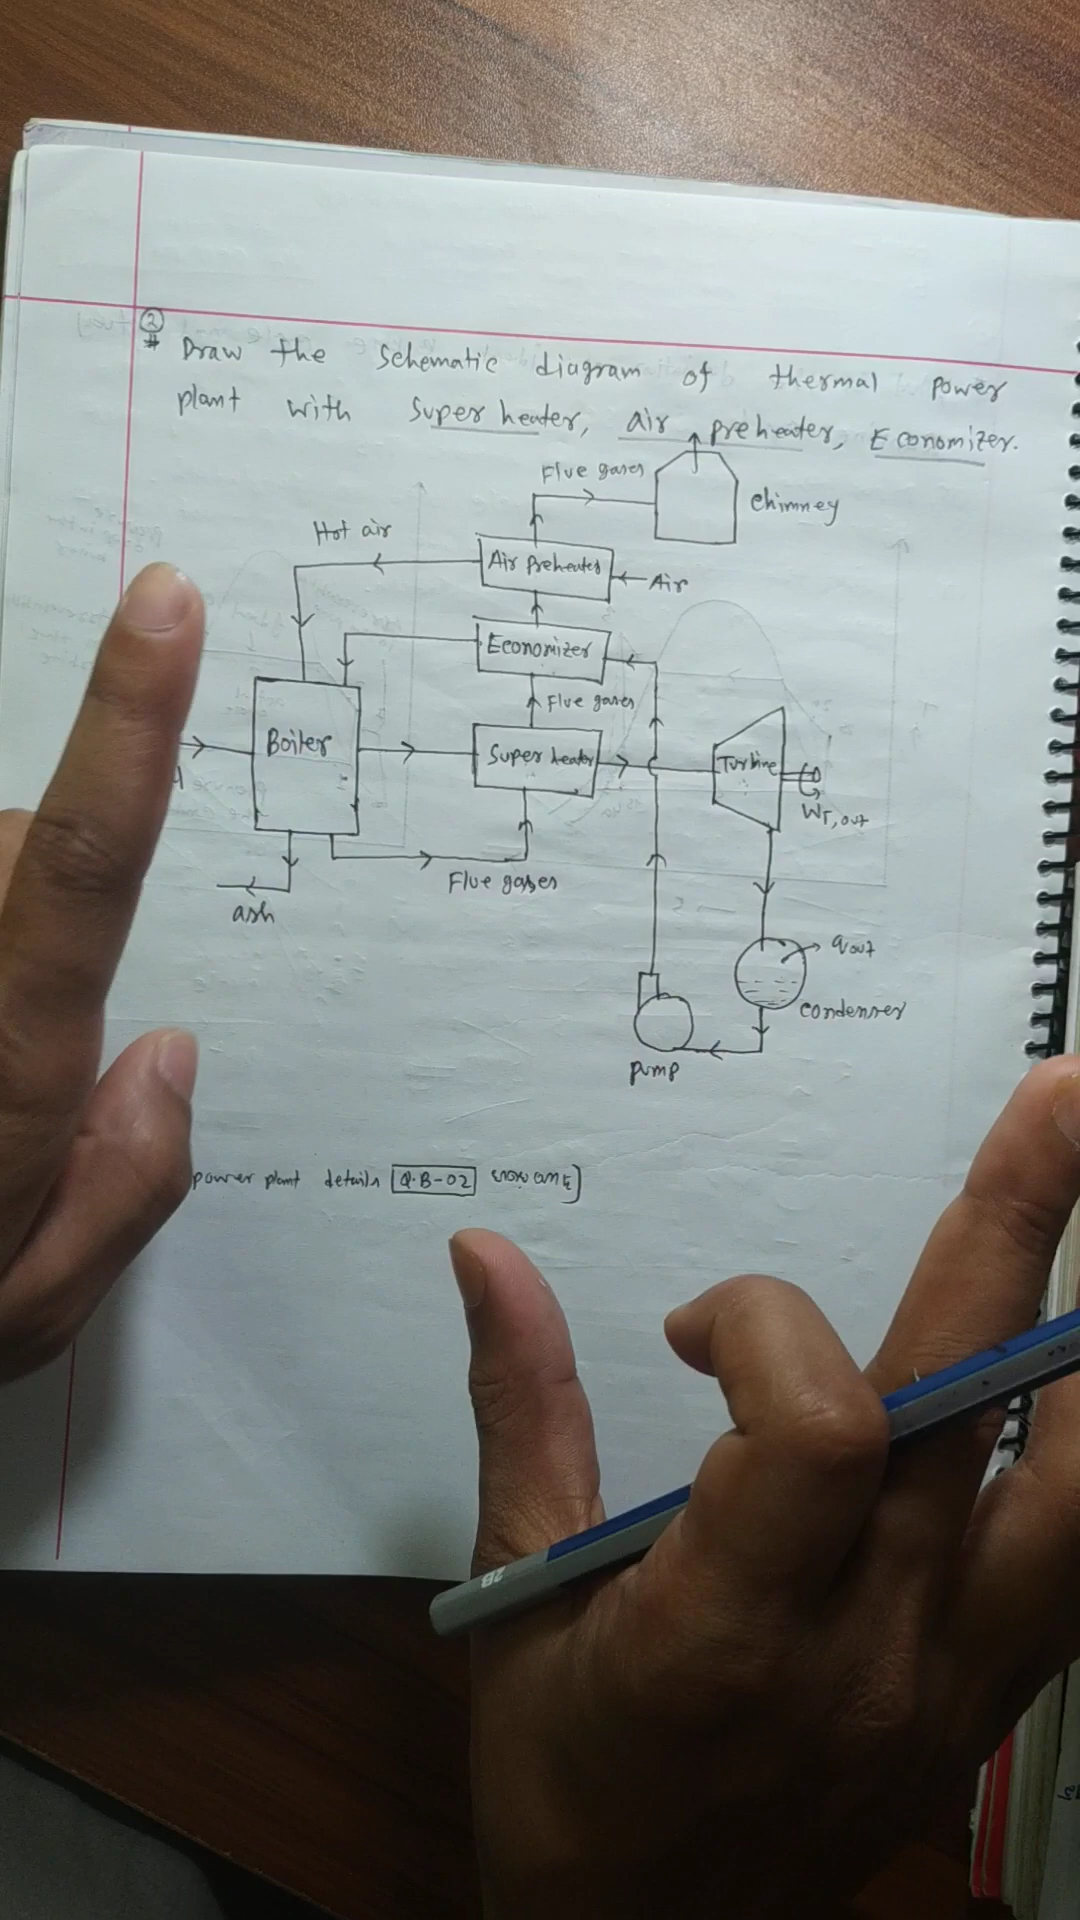 ②
# Draw the schematic diagram of thermal power
plant with Super heater, air preheater, Economizer.
Flue gases
chimney
Hot air
Air Preheater
Air
Economizer
Flue gases
Boiler
Super heater
Turbine
WT, out
Flue gases
ash
qout
condenser
pump
power plant details Q.B-02
2B